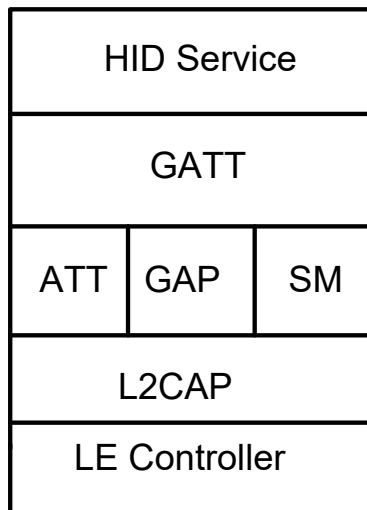 HID Service
GATT
ATT GAP SM
L2CAP
LE Controller